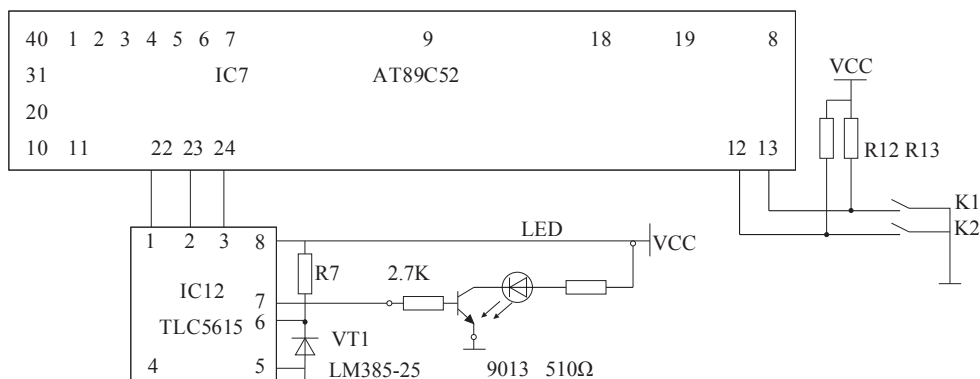 40 1 2 3 4 5 6 7 9 18 19 8
31 IC7 AT89C52
20
10 11 22 23 24 12 13
VCC
R12 R13
K1
K2
1 2 3 8 LED VCC
R7 2.7K
IC12 7
TLC5615 6
VT1
4 5 LM385-25 9013 510Ω